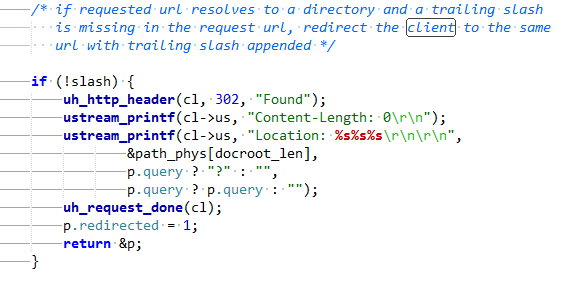 /* if requested url resolves to a directory and a trailing slash
is missing in the request url, redirect the client to the same
url with trailing slash appended */
if (!slash) {
uh_http_header(cl, 302, "Found");
ustream_printf(cl->us, "Content-Length: 0\r\n");
ustream_printf(cl->us, "Location: %s%s%s\r\n\r\n",
&path_phys[docroot_len],
p.query ? "?" : "",
p.query ? p.query : "");
uh_request_done(cl);
p.redirected = 1;
return &p;
}